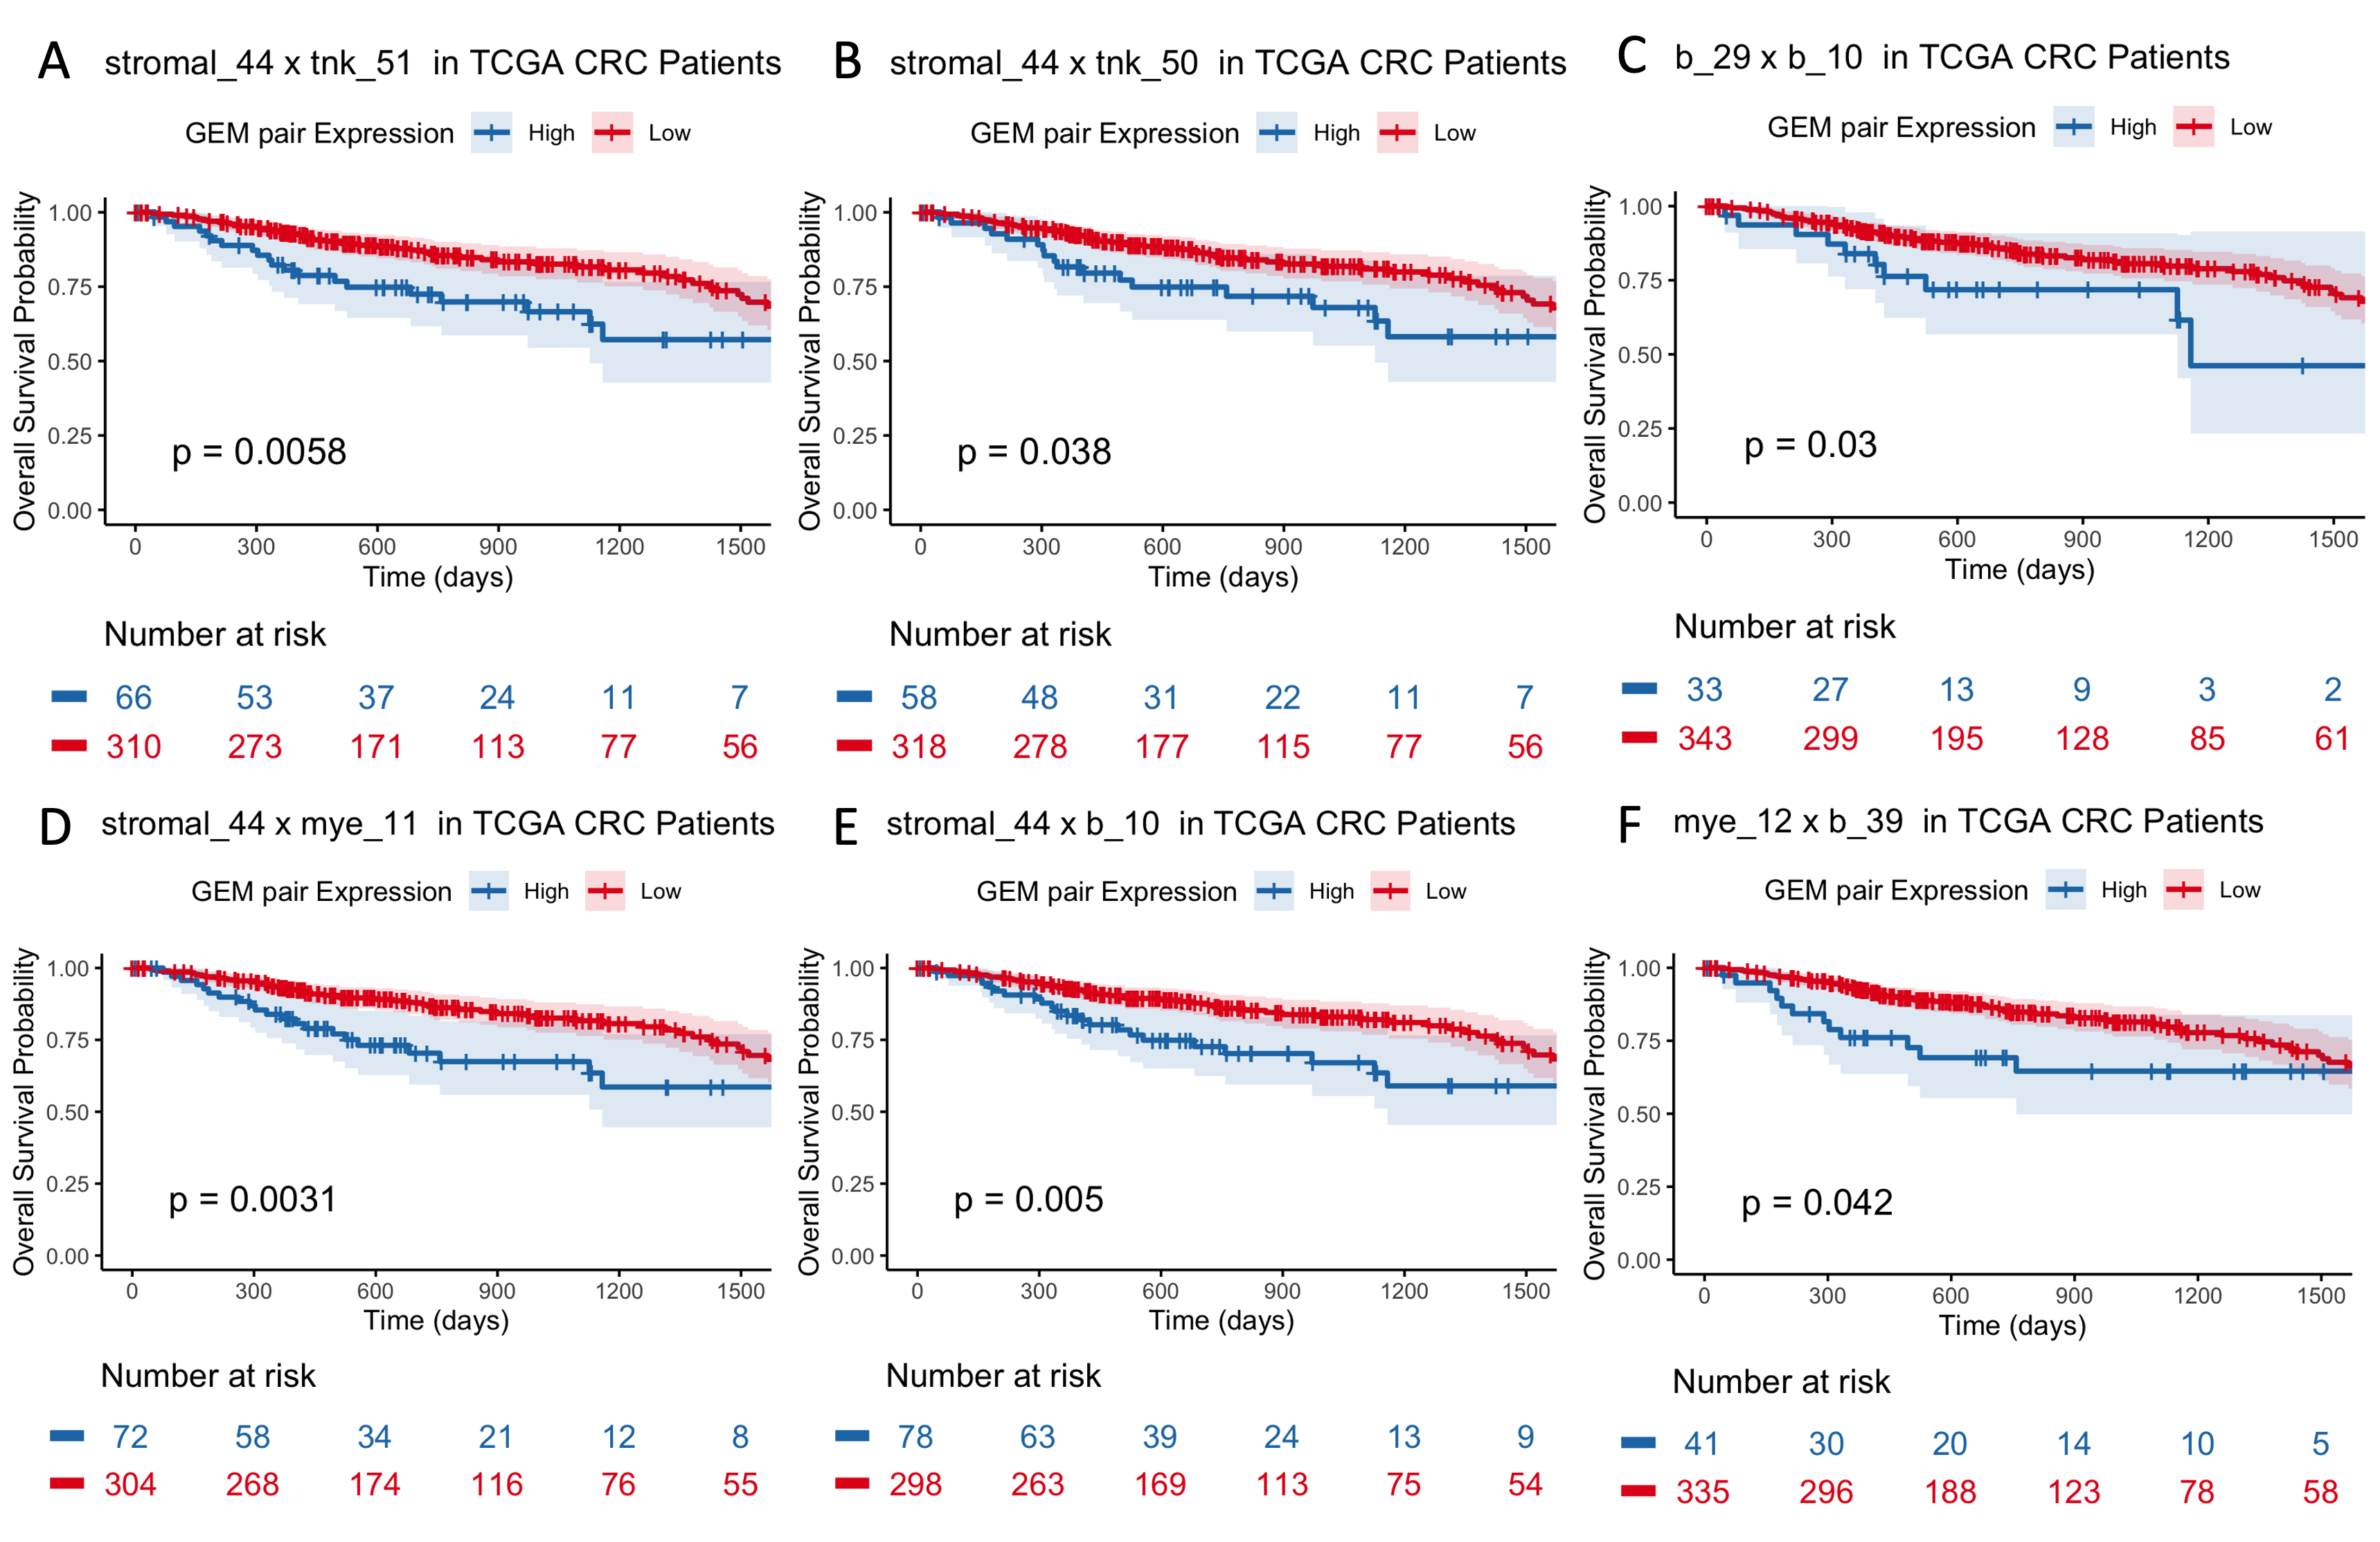 A stromal_44 x tnk_51 in TCGA CRC Patients
GEM pair Expression High Low
Overall Survival Probability
1.00
0.75
0.50
0.25
0.00
p = 0.0058
0 300 600 900 1200 1500
Time (days)
Number at risk
66 53 37 24 11 7
310 273 171 113 77 56
B stromal_44 x tnk_50 in TCGA CRC Patients
GEM pair Expression High Low
Overall Survival Probability
1.00
0.75
0.50
0.25
0.00
p = 0.038
0 300 600 900 1200 1500
Time (days)
Number at risk
58 48 31 22 11 7
318 278 177 115 77 56
C b_29 x b_10 in TCGA CRC Patients
GEM pair Expression High Low
Overall Survival Probability
1.00
0.75
0.50
0.25
0.00
p = 0.03
0 300 600 900 1200 1500
Time (days)
Number at risk
33 27 13 9 3 2
343 299 195 128 85 61
D stromal_44 x mye_11 in TCGA CRC Patients
GEM pair Expression High Low
Overall Survival Probability
1.00
0.75
0.50
0.25
0.00
p = 0.0031
0 300 600 900 1200 1500
Time (days)
Number at risk
72 58 34 21 12 8
304 268 174 116 76 55
E stromal_44 x b_10 in TCGA CRC Patients
GEM pair Expression High Low
Overall Survival Probability
1.00
0.75
0.50
0.25
0.00
p = 0.005
0 300 600 900 1200 1500
Time (days)
Number at risk
78 63 39 24 13 9
298 263 169 113 75 54
F mye_12 x b_39 in TCGA CRC Patients
GEM pair Expression High Low
Overall Survival Probability
1.00
0.75
0.50
0.25
0.00
p = 0.042
0 300 600 900 1200 1500
Time (days)
Number at risk
41 30 20 14 10 5
335 296 188 123 78 58